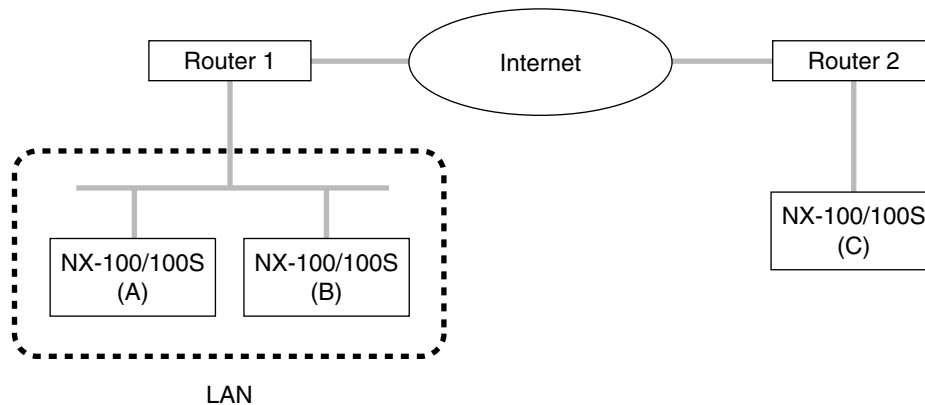 Router 1
Internet
Router 2
NX-100/100S
(A)
NX-100/100S
(B)
NX-100/100S
(C)
LAN